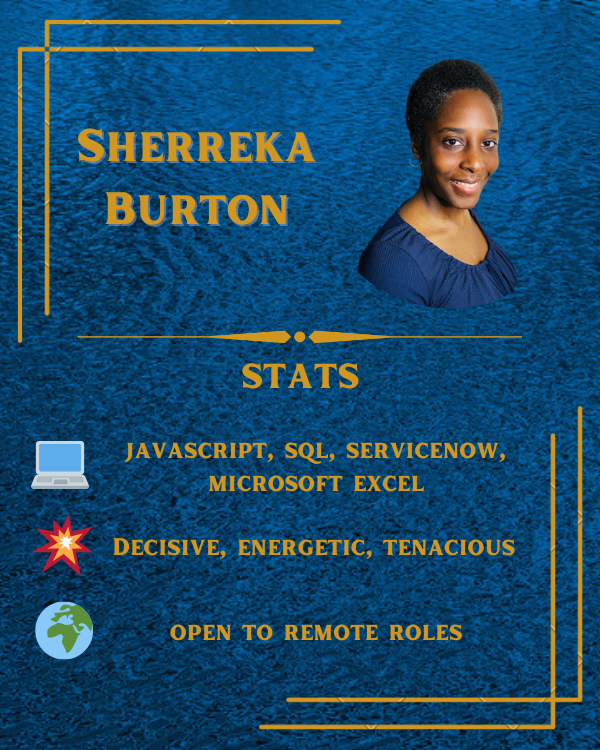 Sherreka
Burton
STATS
JAVASCRIPT, SQL, SERVICENOW,
MICROSOFT EXCEL
Decisive, energetic, tenacious
OPEN TO REMOTE ROLES